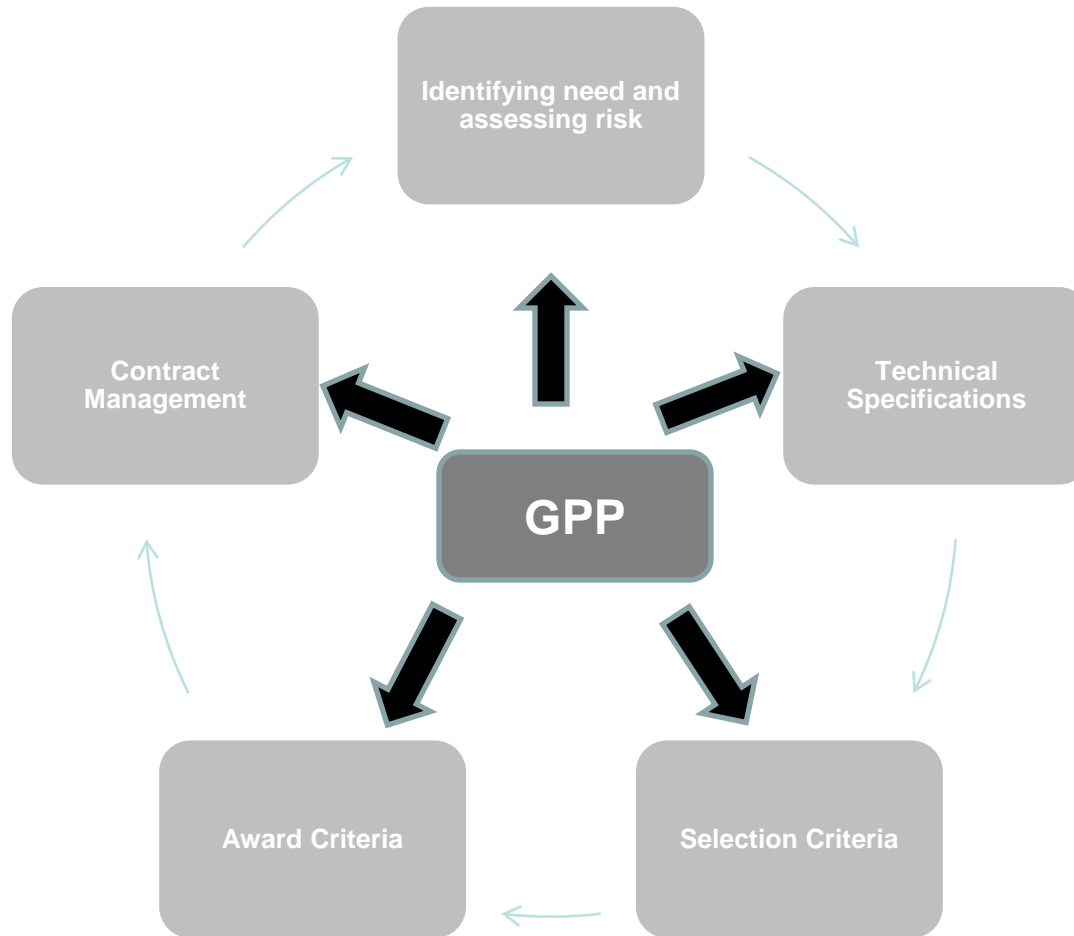 Identifying need and
assessing risk
Contract
Management
Technical
Specifications
GPP
Award Criteria
Selection Criteria